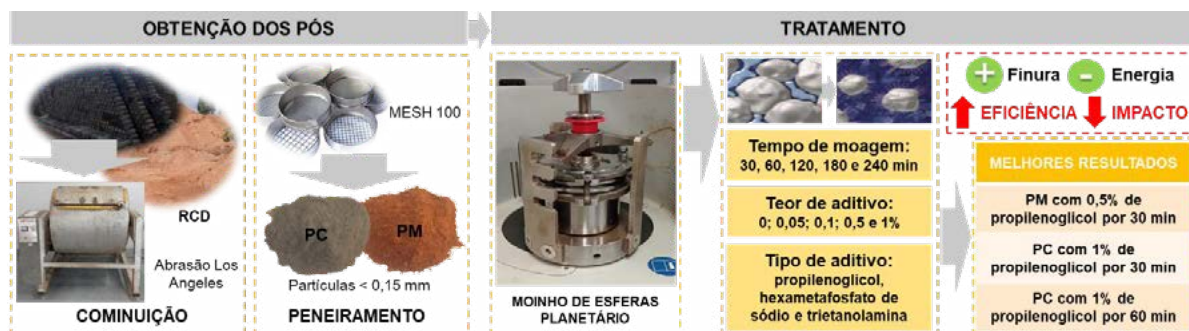 OBTENÇÃO DOS PÓS
TRATAMENTO
RCD
Abrasão Los
Angeles
COMINUIÇÃO
MESH 100
PC
PM
Partículas < 0,15 mm
PENEIRAMENTO
MOINHO DE ESFERAS
PLANETÁRIO
Tempo de moagem:
30, 60, 120, 180 e 240 min
Teor de aditivo:
0; 0,05; 0,1; 0,5 e 1%
Tipo de aditivo:
propilenoglicol,
hexametafosfato de
sódio e trietanolamina
+ Finura - Energia
EFICIÊNCIA IMPACTO
MELHORES RESULTADOS
PM com 0,5% de
propilenoglicol por 30 min
PC com 1% de
propilenoglicol por 30 min
PC com 1% de
propilenoglicol por 60 min